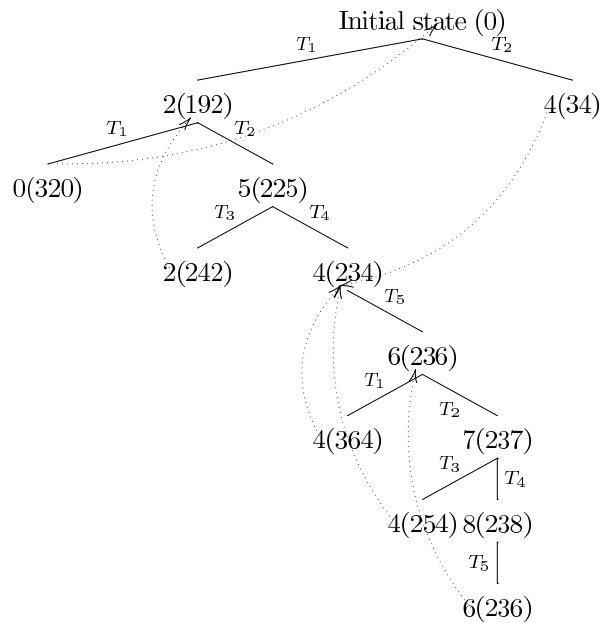 Initial state (0)
T1 T2
2(192) 4(34)
T1 T2
0(320) 5(225)
T3 T4
2(242) 4(234)
T5
6(236)
T1 T2
4(364) 7(237)
T3 T4
4(254) 8(238)
T5
6(236)